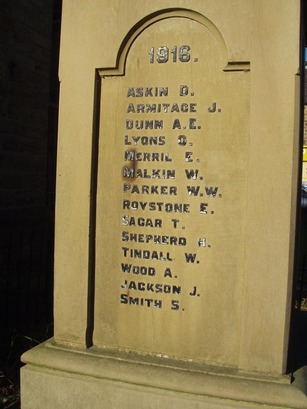 1916.
ASKIN D.
ARMITAGE J.
DUNN A.E.
LYONS
MERRIL E.
MALKIN W.
PARKER W.W.
ROYSTONE E.
SAGAR T.
SHEPHERD H.
TINDALL W.
WOOD A.
JACKSON J.
SMITH S.